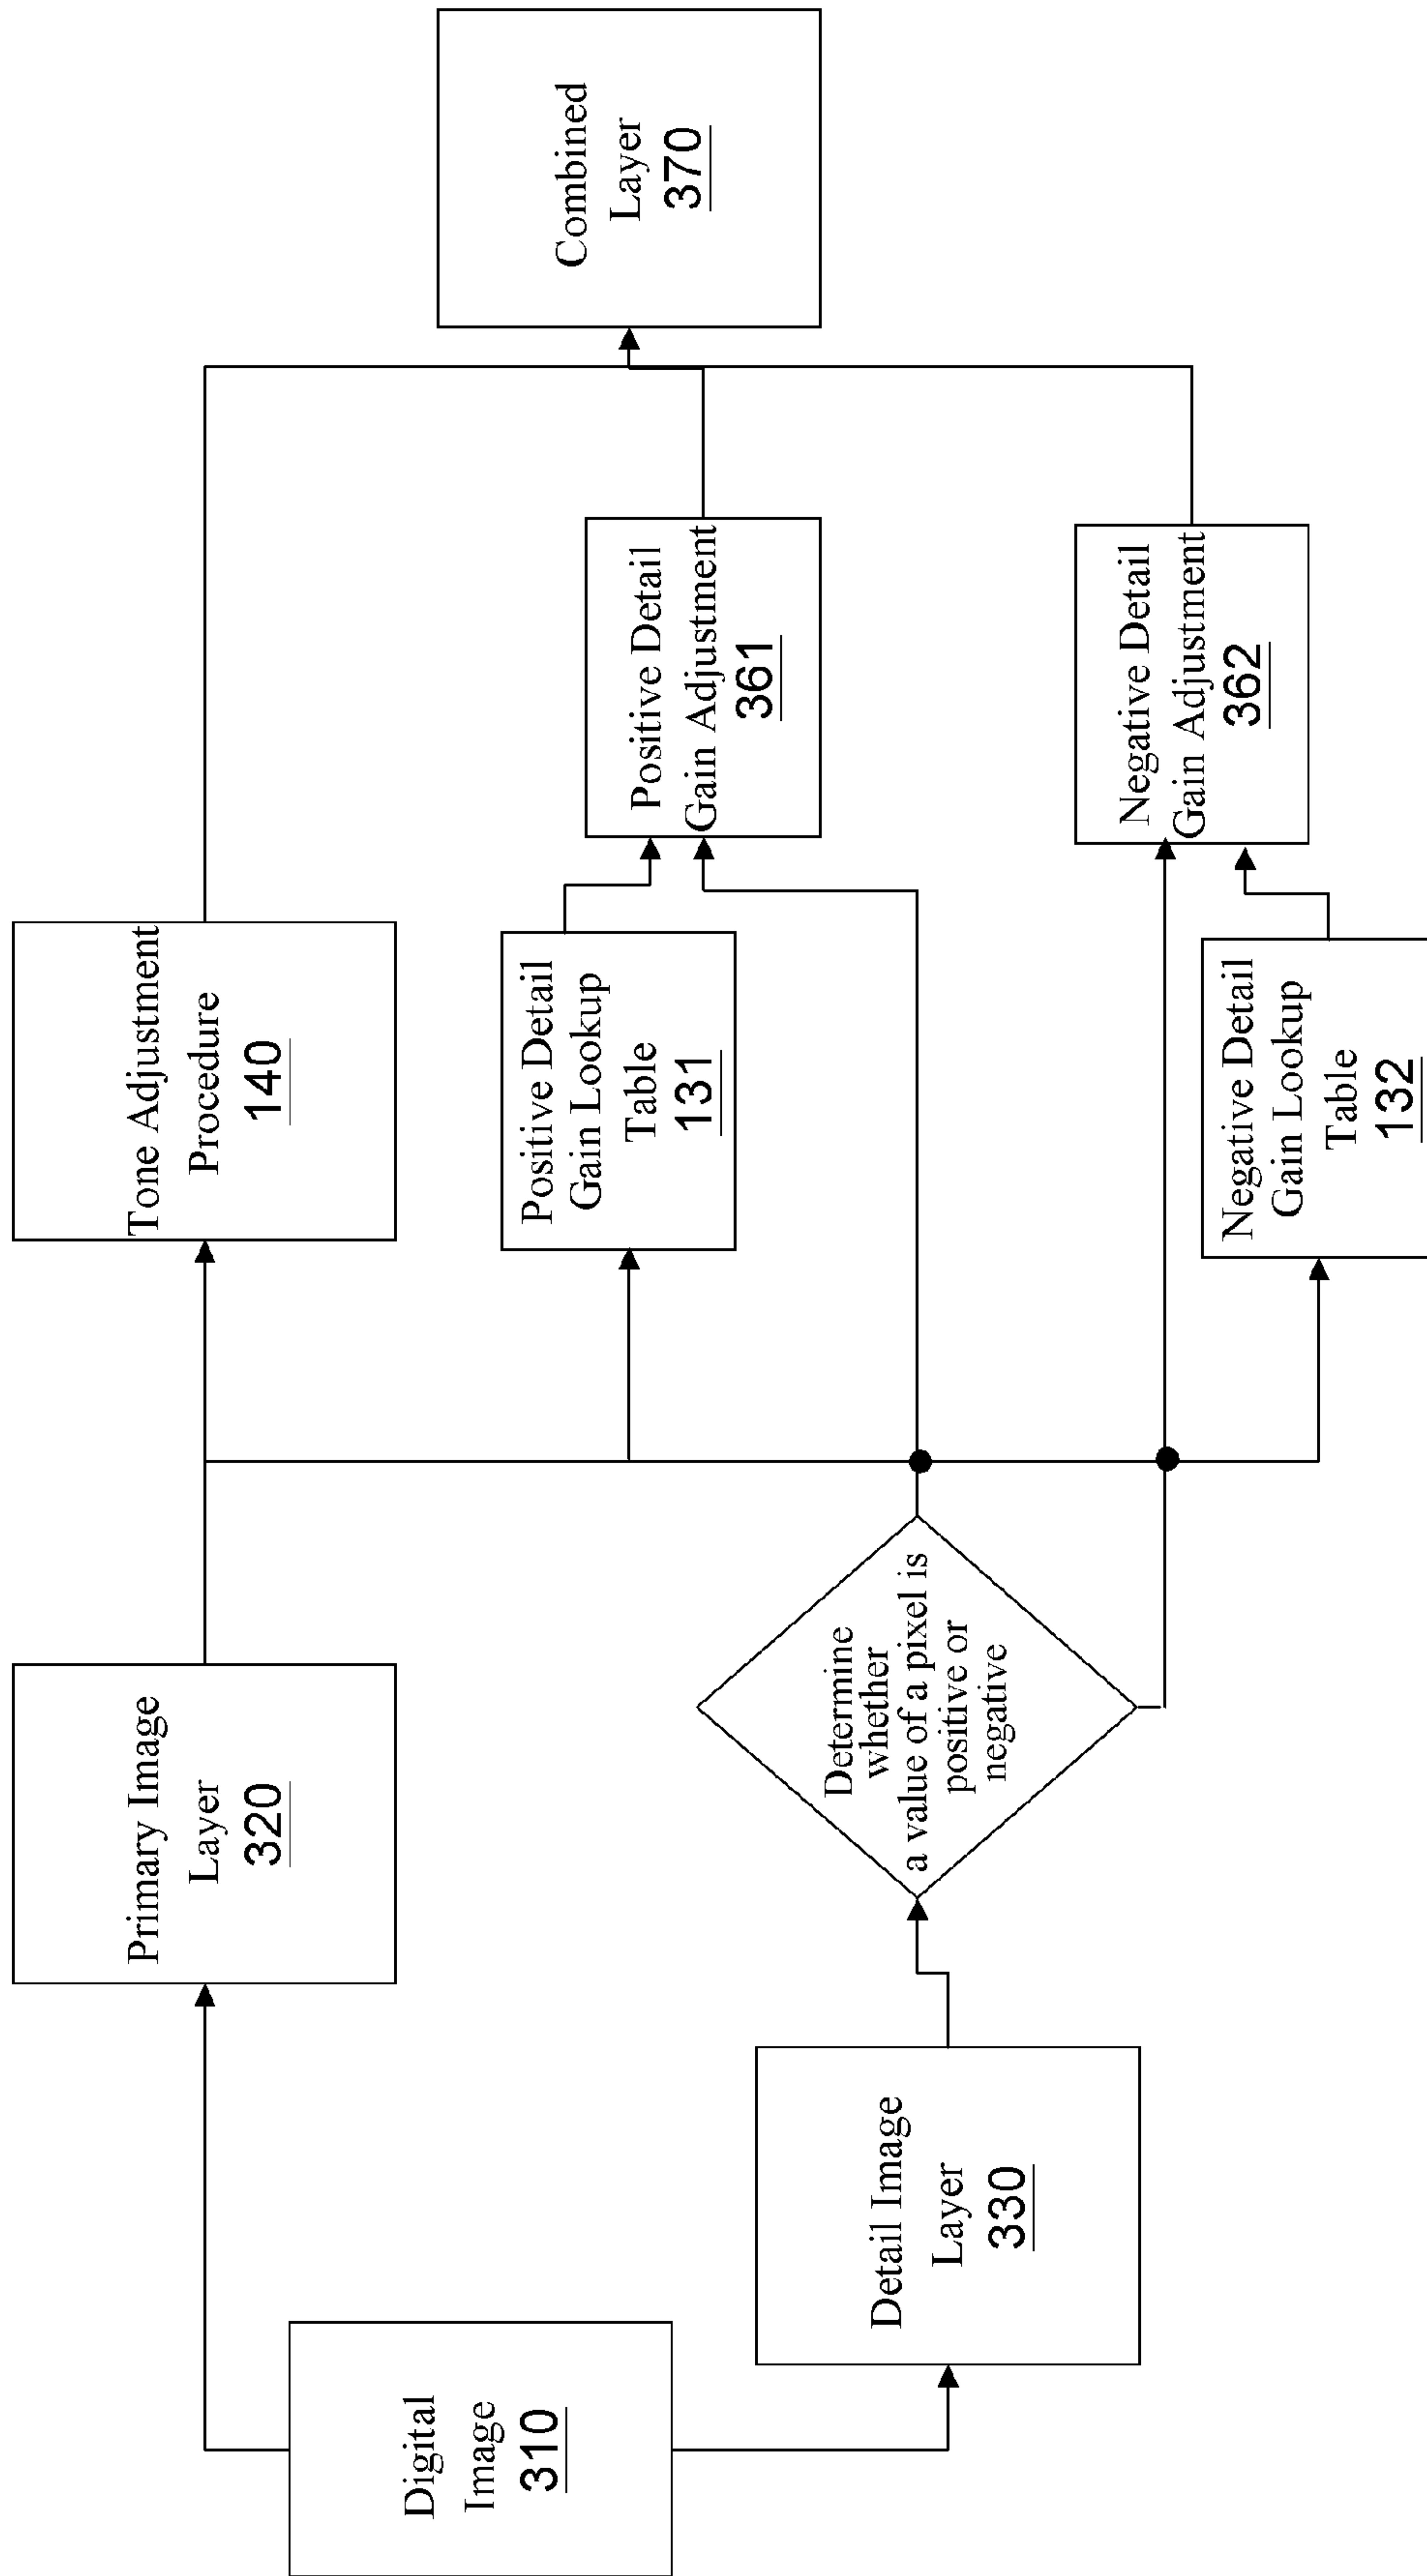 Digital
Image
310
Primary Image
Layer
320
Detail Image
Layer
330
Determine
whether
a value of a pixel is
positive or
negative
Tone Adjustment
Procedure
140
Positive Detail
Gain Lookup
Table
131
Negative Detail
Gain Lookup
Table
132
Positive Detail
Gain Adjustment
361
Negative Detail
Gain Adjustment
362
Combined
Layer
370